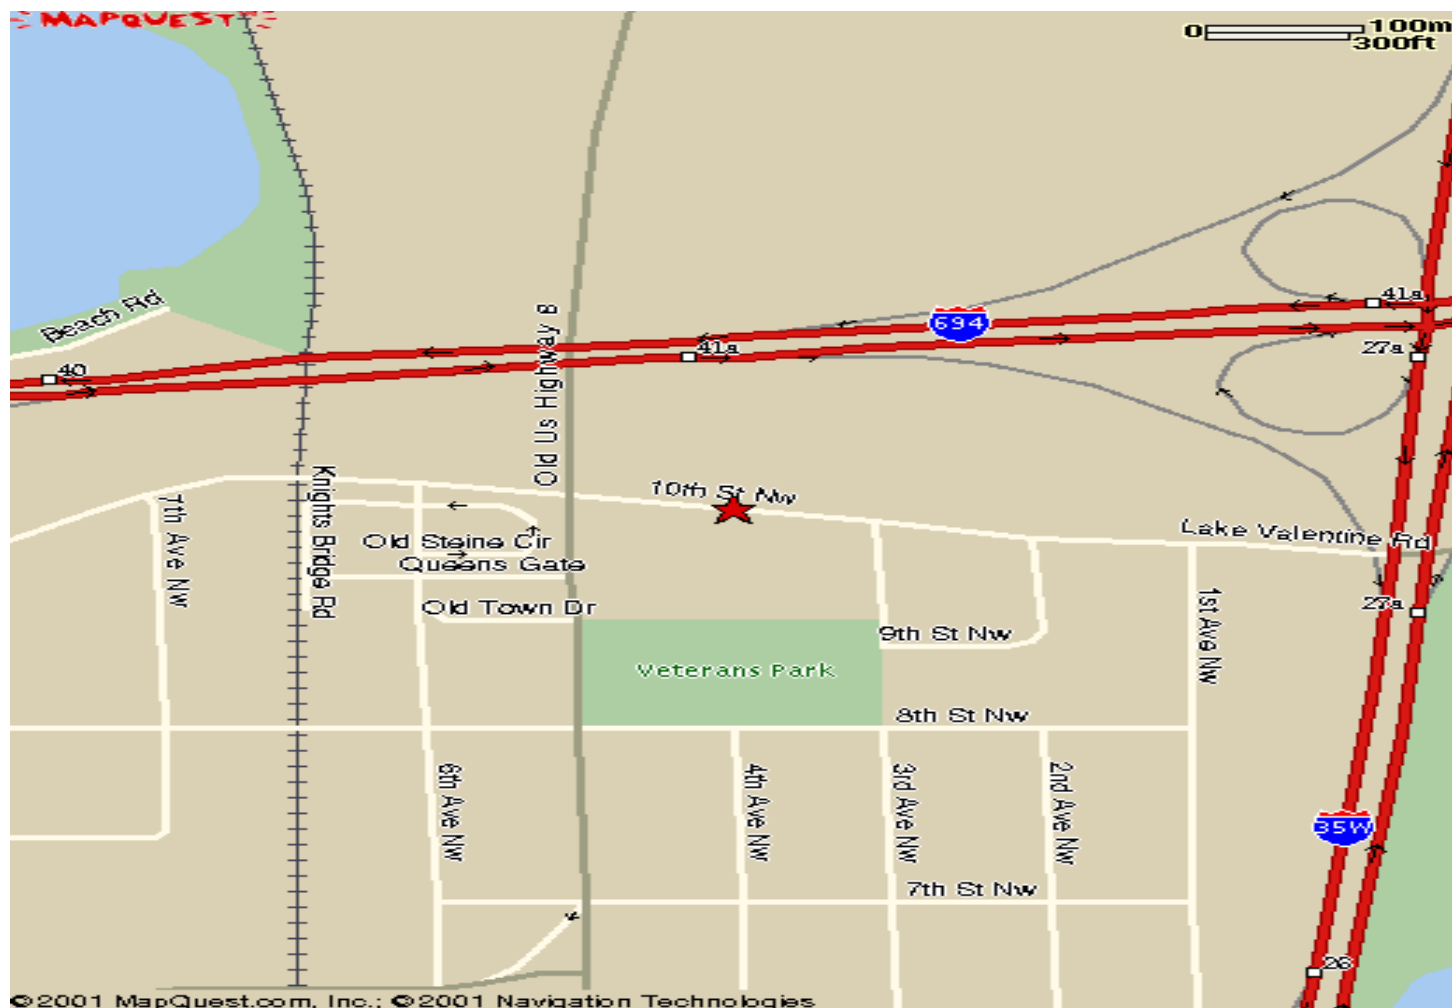 MAPQUEST
0 100m
300ft
Beach Rd
41a
694
41a
27a
40
Old Us Highway 8
10th St Nw
Lake Valentine Rd
Knights Bridge Rd
7th Ave NW
Old Steine Cir
Queens Gate
Old Town Dr
27a
1st Ave NW
9th St Nw
Veterans Park
8th St Nw
6th Ave NW
4th Ave NW
3rd Ave NW
2nd Ave NW
35W
7th St Nw
26
©2001 MapQuest.com, Inc.; ©2001 Navigation Technologies